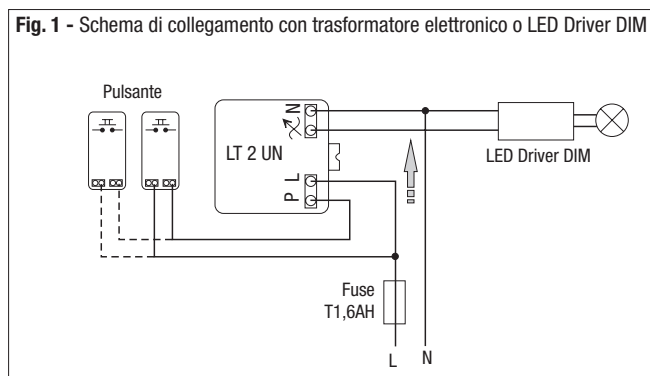 Fig. 1 - Schema di collegamento con trasformatore elettronico o LED Driver DIM
Pulsante
N
LT 2 UN
L
P
LED Driver DIM
Fuse
T1,6AH
L N